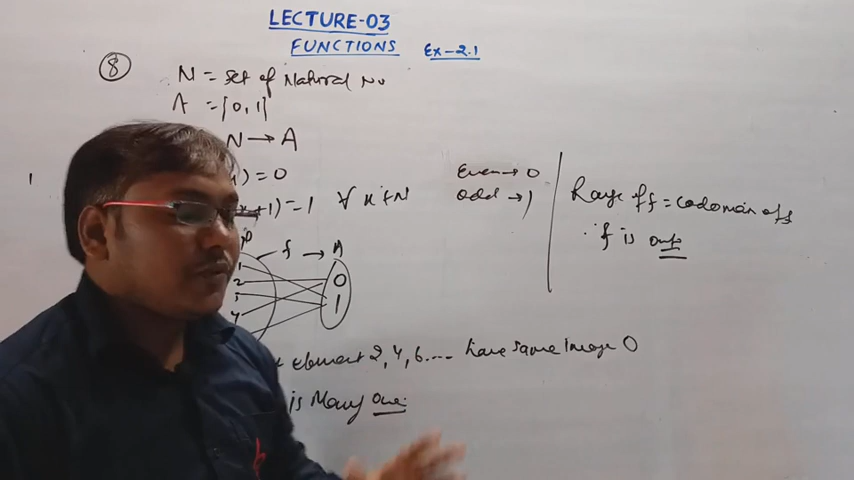 LECTURE-03
FUNCTIONS Ex-2.1
8
N = set of Natural No
A = {0, 1}
N → A
) = 0
+1) = 1 ∀ x ∈ N
f → A
1
2
3
4
0
1
element 2, 4, 6.... have same image 0
is Many one.
Even → 0
odd → 1
Range of f = codomain of f
∴ f is onto